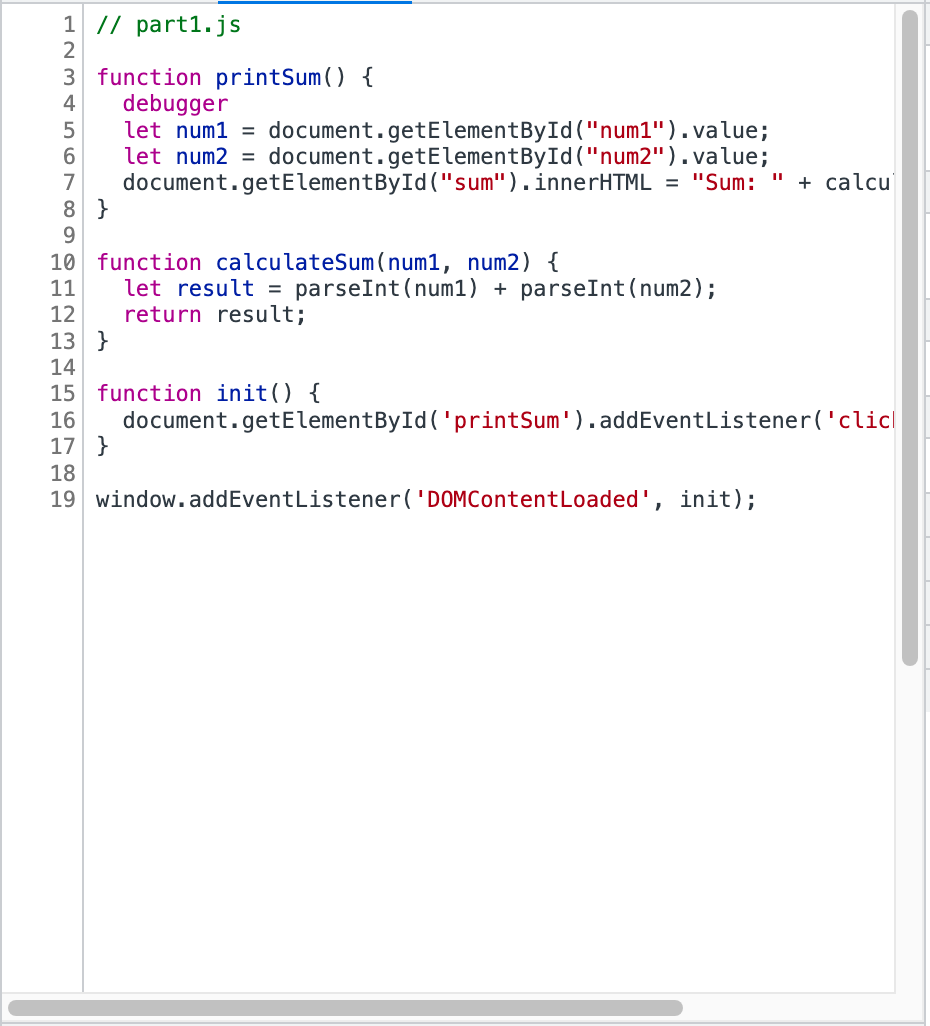 1 // part1.js
2
3 function printSum() {
4   debugger
5   let num1 = document.getElementById("num1").value;
6   let num2 = document.getElementById("num2").value;
7   document.getElementById("sum").innerHTML = "Sum: " + calcu
8 }
9
10 function calculateSum(num1, num2) {
11   let result = parseInt(num1) + parseInt(num2);
12   return result;
13 }
14
15 function init() {
16   document.getElementById('printSum').addEventListener('clic
17 }
18
19 window.addEventListener('DOMContentLoaded', init);